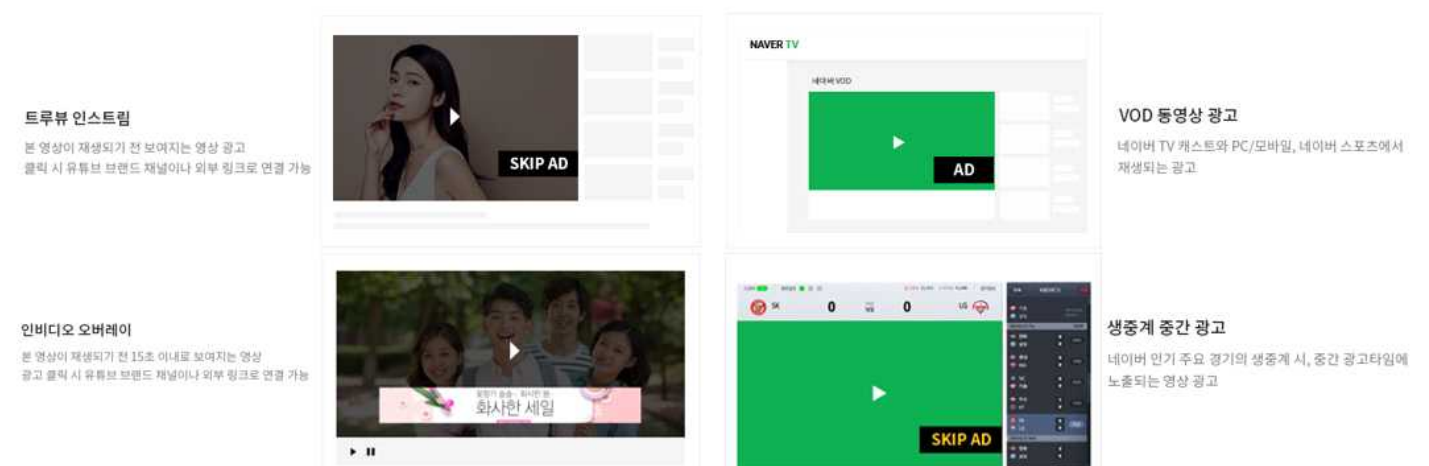 트루뷰 인스트림
본 영상이 재생되기 전 보여지는 영상 광고
클릭 시 유튜브 브랜드 채널이나 외부 링크로 연결 가능
SKIP AD
NAVER TV
네이버 VOD
AD
VOD 동영상 광고
네이버 TV 캐스트와 PC/모바일, 네이버 스포츠에서
재생되는 광고
인비디오 오버레이
본 영상이 재생되기 전 15초 이내로 보여지는 영상
광고 클릭 시 유튜브 브랜드 채널이나 외부 링크로 연결 가능
화사한 세일
SK 0 0 LG
SKIP AD
생중계 중간 광고
네이버 인기 주요 경기의 생중계 시, 중간 광고타임에
노출되는 영상 광고